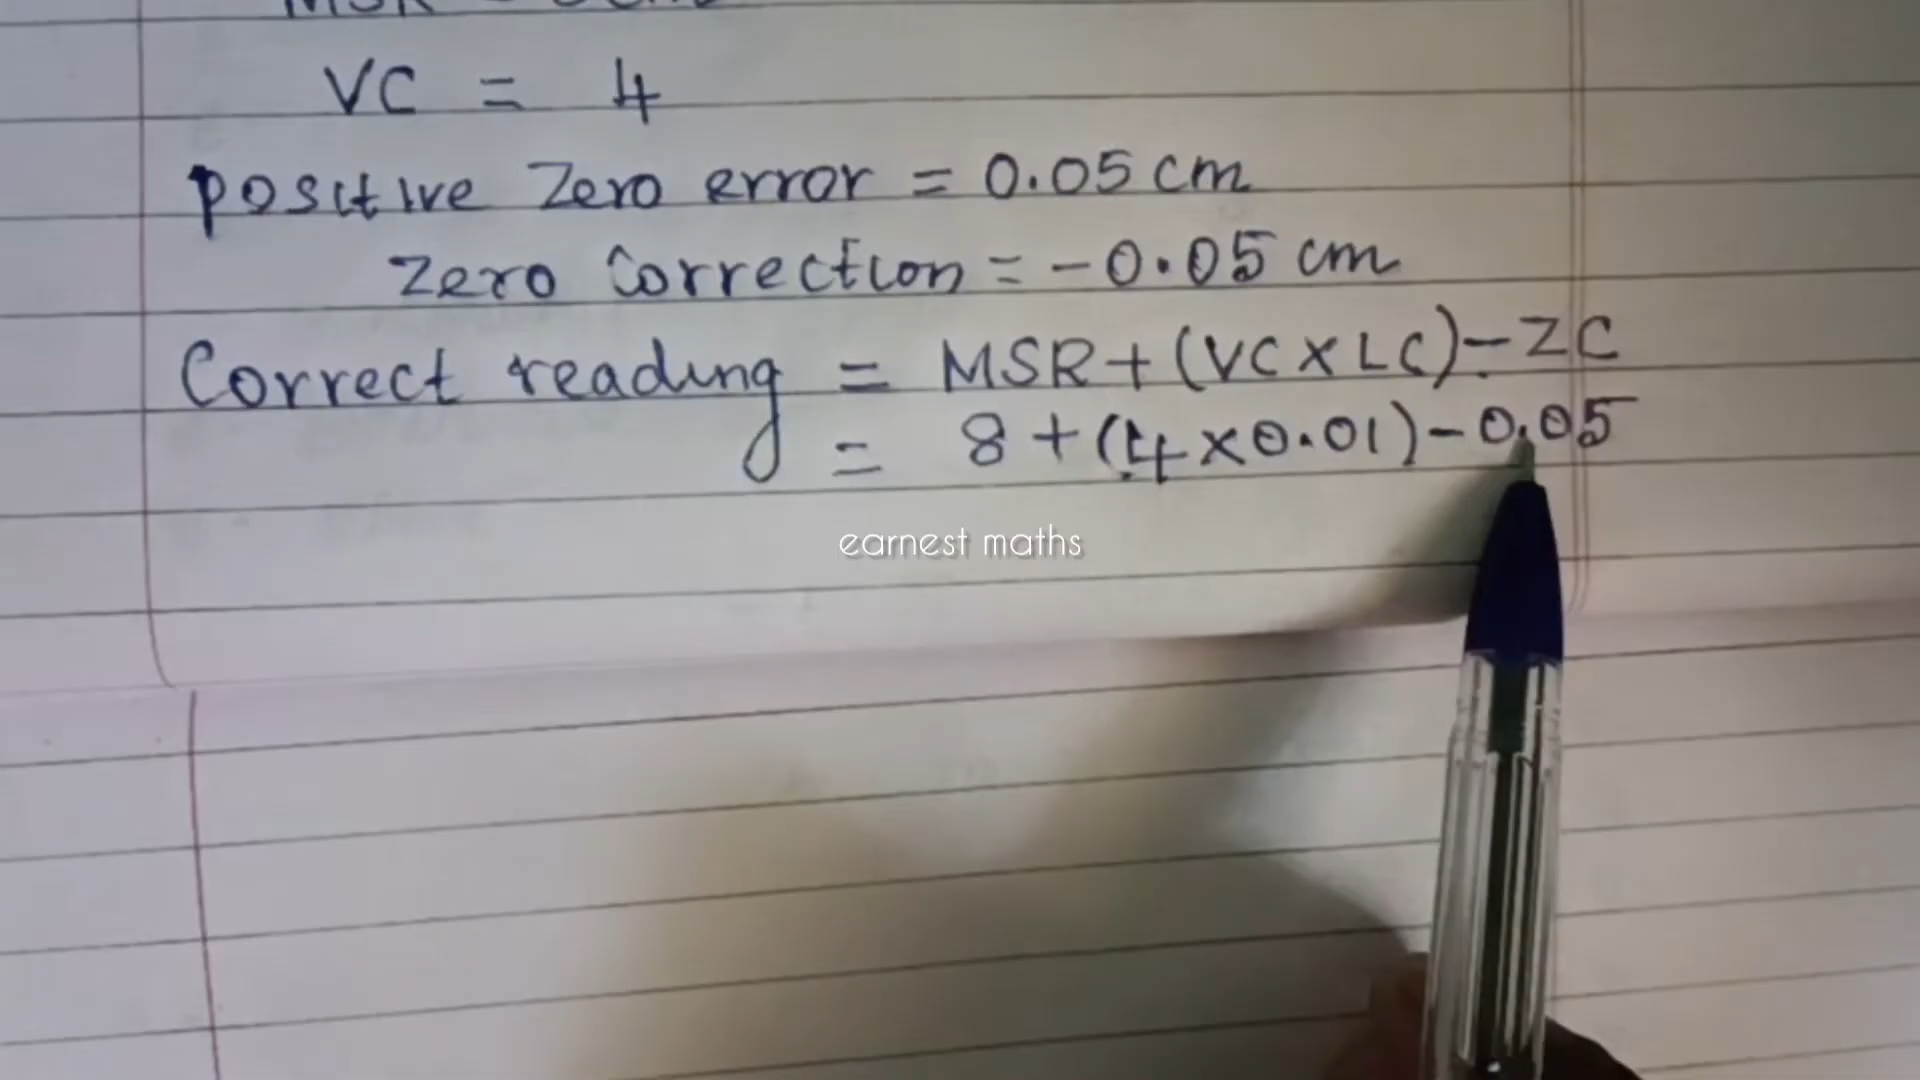 VC = 4
positive Zero error = 0.05 cm
Zero Correction = -0.05 cm
Correct reading = MSR + (VC X LC) - ZC
= 8 + (4 x 0.01) - 0.05
earnest maths